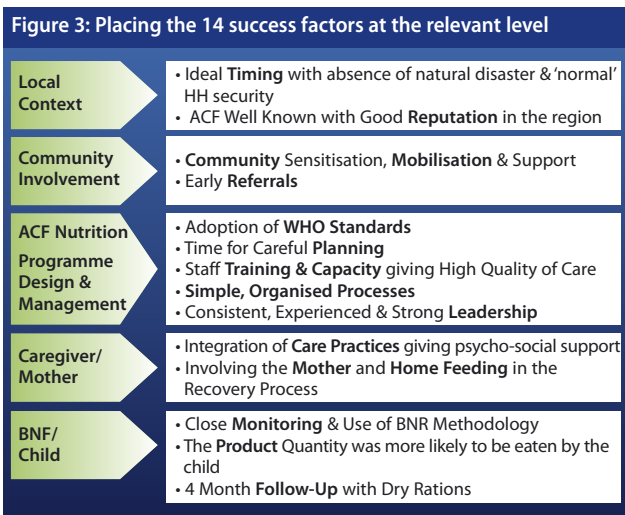 Figure 3: Placing the 14 success factors at the relevant level
Local
Context
• Ideal Timing with absence of natural disaster & ‘normal’
HH security
• ACF Well Known with Good Reputation in the region
Community
Involvement
• Community Sensitisation, Mobilisation & Support
• Early Referrals
ACF Nutrition
Programme
Design &
Management
• Adoption of WHO Standards
• Time for Careful Planning
• Staff Training & Capacity giving High Quality of Care
• Simple, Organised Processes
• Consistent, Experienced & Strong Leadership
Caregiver/
Mother
• Integration of Care Practices giving psycho-social support
• Involving the Mother and Home Feeding in the
Recovery Process
BNF/
Child
• Close Monitoring & Use of BNR Methodology
• The Product Quantity was more likely to be eaten by the
child
• 4 Month Follow-Up with Dry Rations